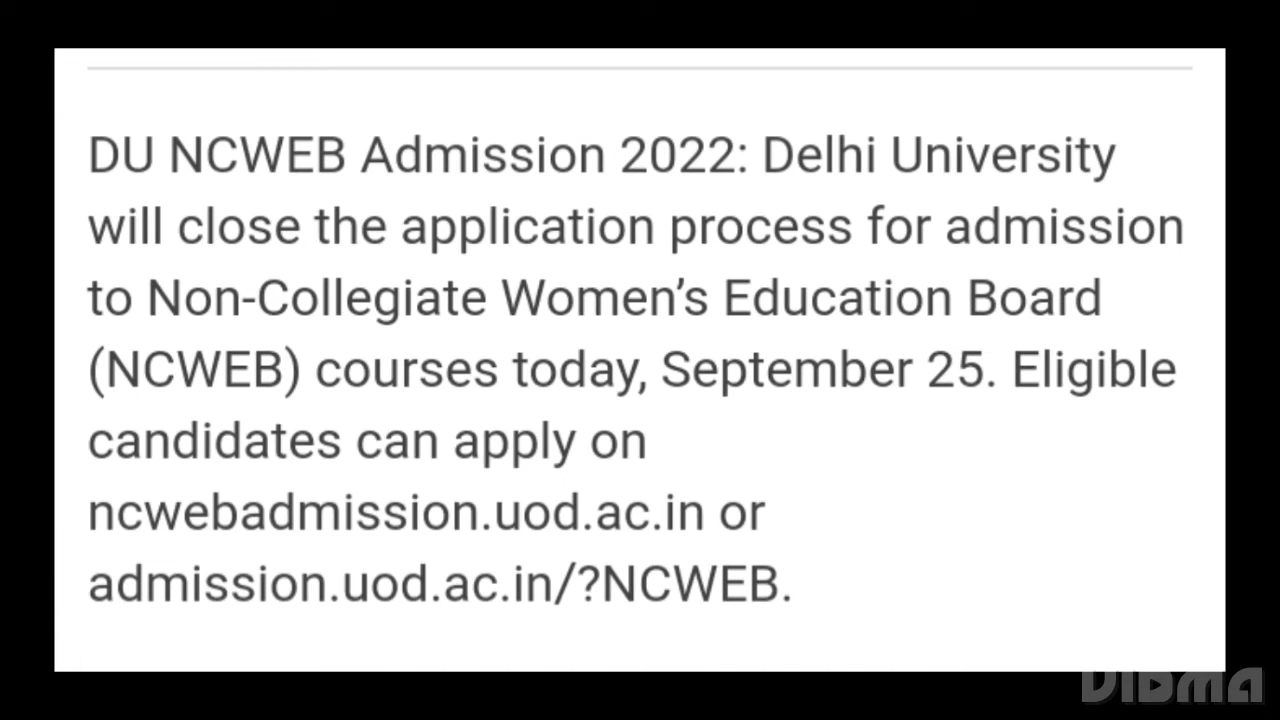 DU NCWEB Admission 2022: Delhi University
will close the application process for admission
to Non-Collegiate Women’s Education Board
(NCWEB) courses today, September 25. Eligible
candidates can apply on
ncwebadmission.uod.ac.in or
admission.uod.ac.in/?NCWEB.
VIDMA